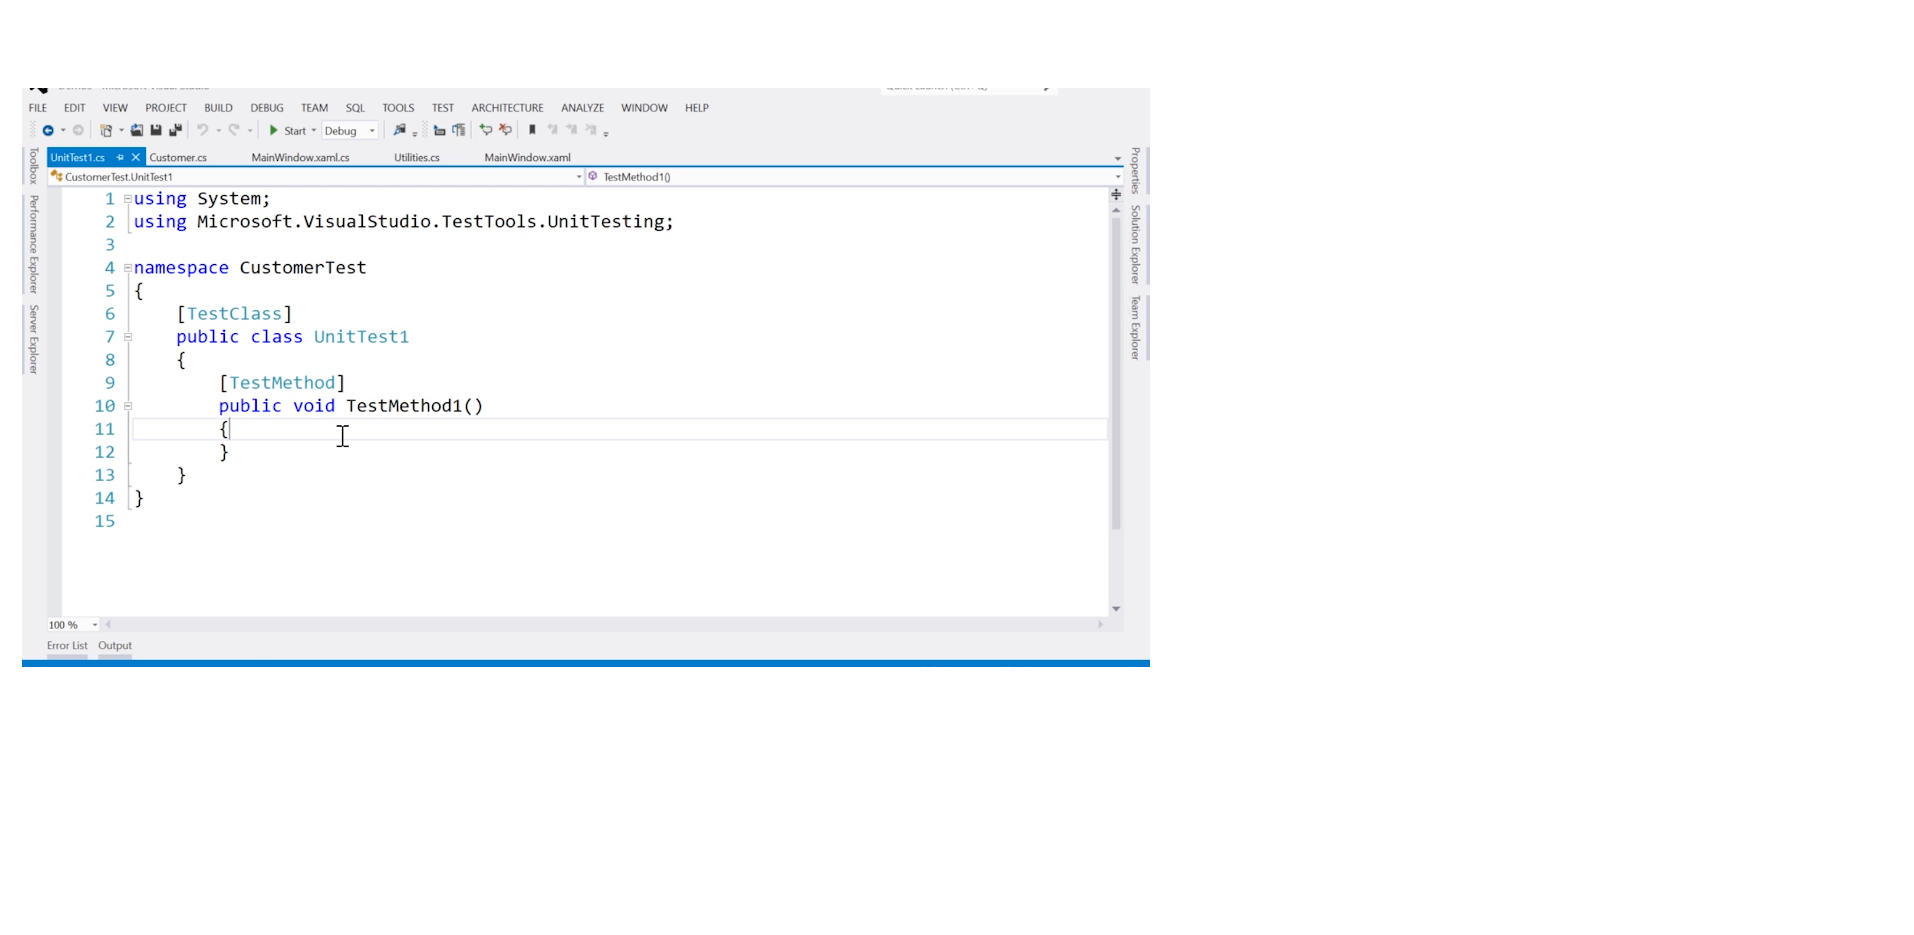 FILE EDIT VIEW PROJECT BUILD DEBUG TEAM SQL TOOLS TEST ARCHITECTURE ANALYZE WINDOW HELP
Start Debug
UnitTest1.cs Customer.cs MainWindow.xaml.cs Utilities.cs MainWindow.xaml
CustomerTest.UnitTest1 TestMethod1()
Toolbox
Performance Explorer
Server Explorer
1 using System;
2 using Microsoft.VisualStudio.TestTools.UnitTesting;
3
4 namespace CustomerTest
5 {
6 [TestClass]
7 public class UnitTest1
8 {
9 [TestMethod]
10 public void TestMethod1()
11 {
12 }
13 }
14 }
15
Properties
Solution Explorer
Team Explorer
100 %
Error List Output